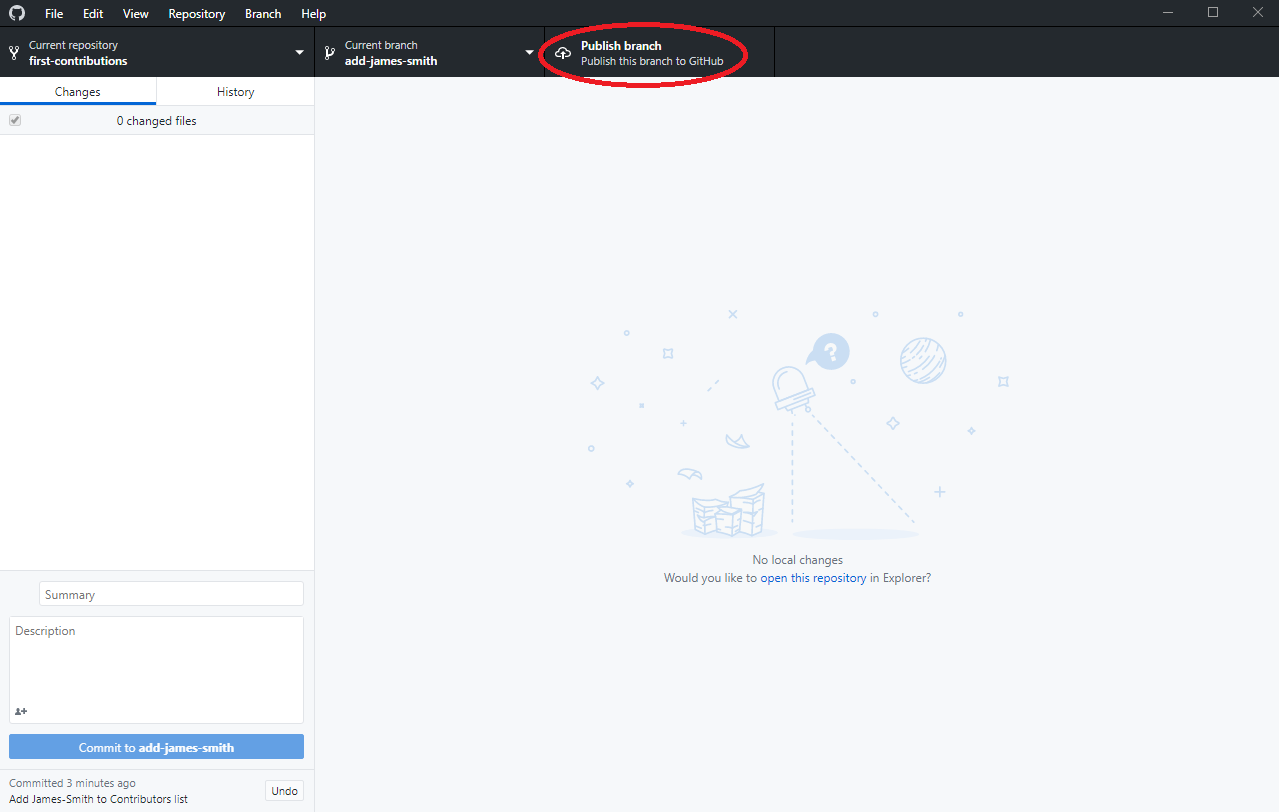 File Edit View Repository Branch Help
Current repository
first-contributions
Current branch
add-james-smith
Publish branch
Publish this branch to GitHub
Changes
History
0 changed files
?
No local changes
Would you like to open this repository in Explorer?
Summary
Description
Commit to add-james-smith
Committed 3 minutes ago
Add James-Smith to Contributors list
Undo